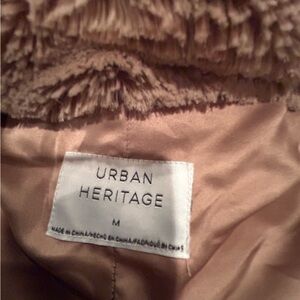 URBAN
HERITAGE
M
MADE IN CHINA/HECHO EN CHINA/FABRIQUÉ EN CHINE